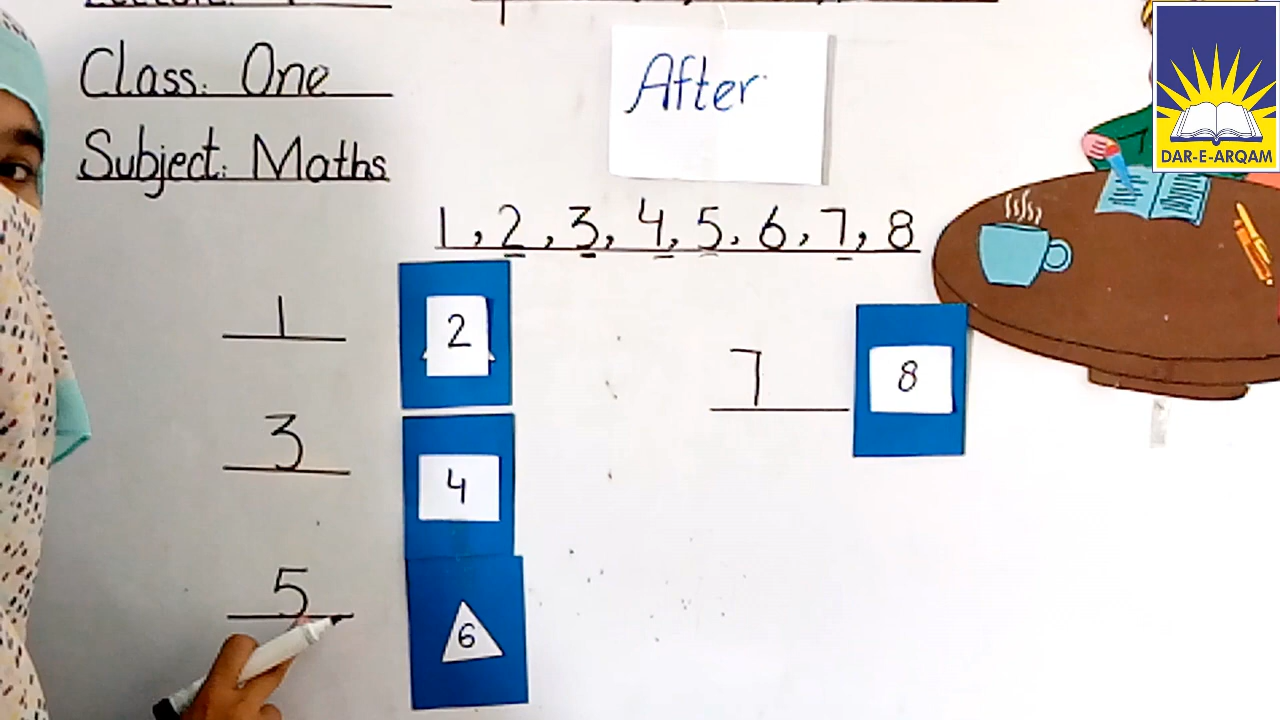 Class: One
Subject: Maths
After
DAR-E-ARQAM
1, 2, 3, 4, 5, 6, 7, 8
1 2
3 4
5 6
7 8